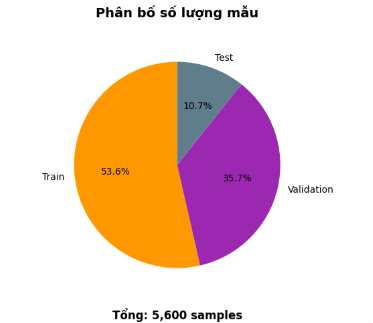 Phân bố số lượng mẫu
Test
10.7%
53.6%
35.7%
Train
Validation
Tổng: 5,600 samples